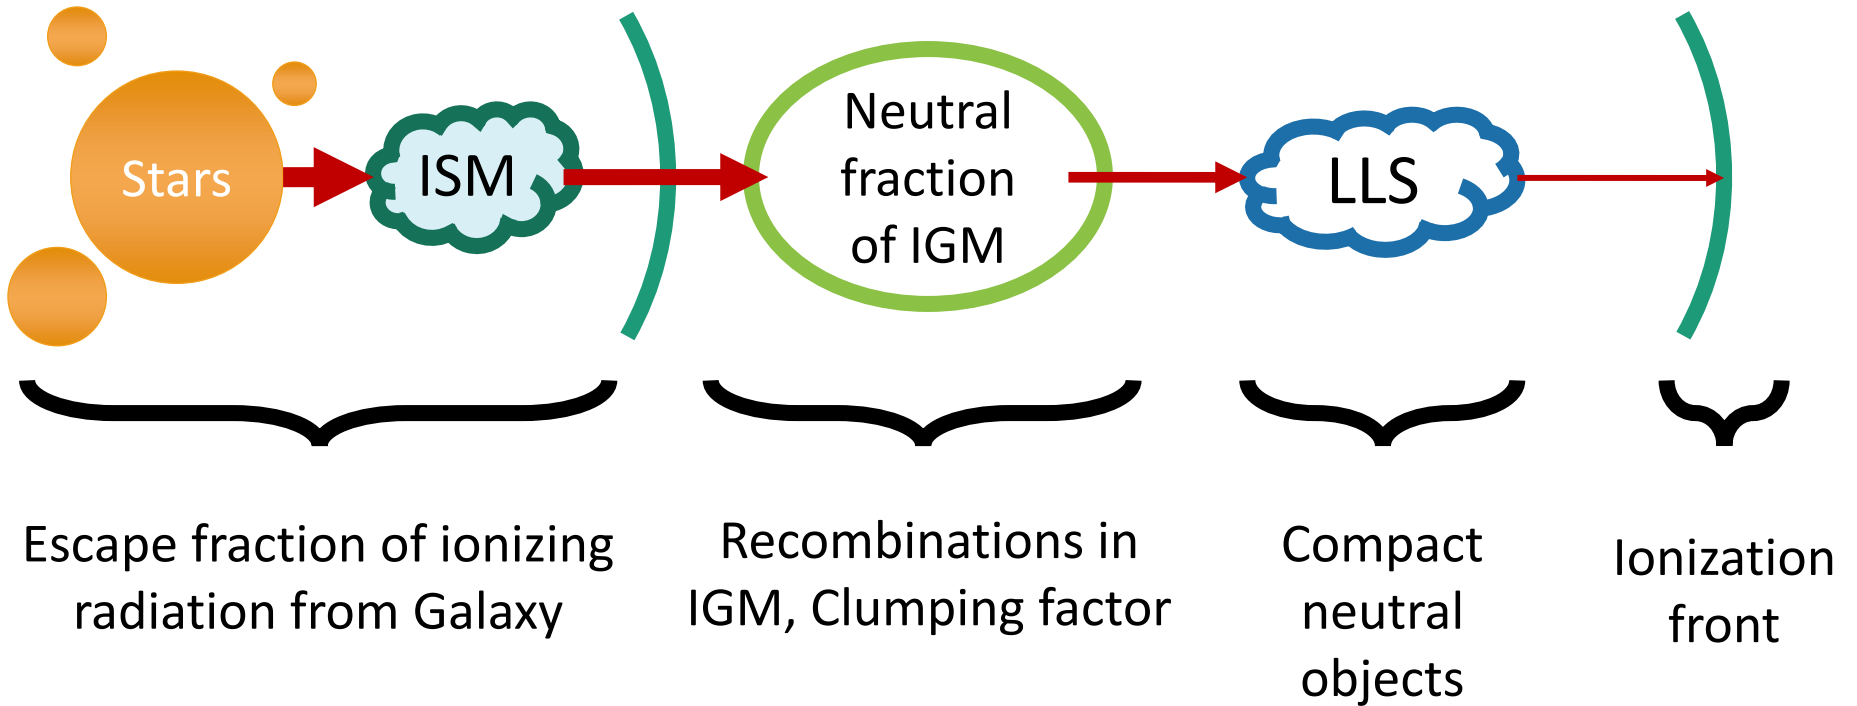 Stars
ISM
Neutral
fraction
of IGM
LLS
Escape fraction of ionizing
radiation from Galaxy
Recombinations in
IGM, Clumping factor
Compact
neutral
objects
Ionization
front